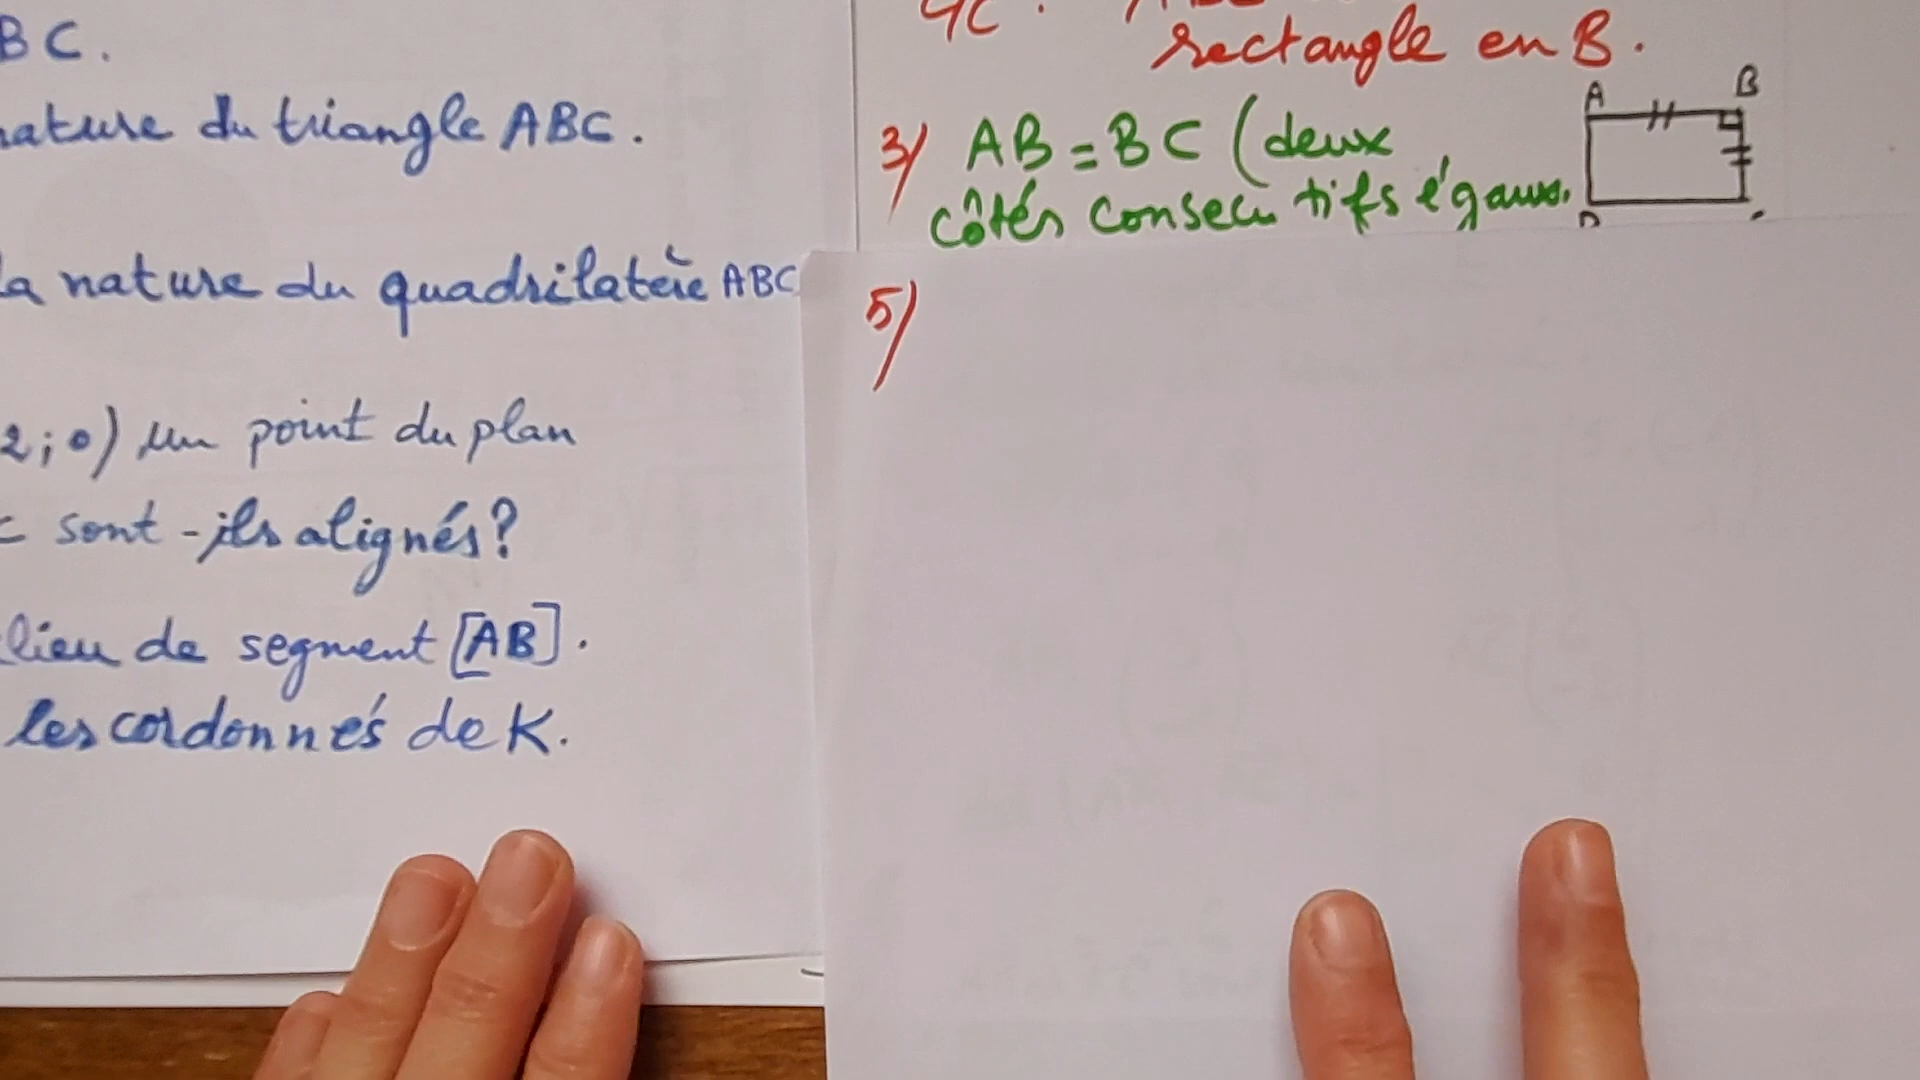 BC.
nature du triangle ABC.
la nature du quadrilatère ABC
2;0) un point du plan
C sont-ils alignés?
lieu de segment [AB].
les cordonnés de K.
rectangle en B.
3/ AB=BC (deux
côtés consecutifs égaux.
A B
D
5/